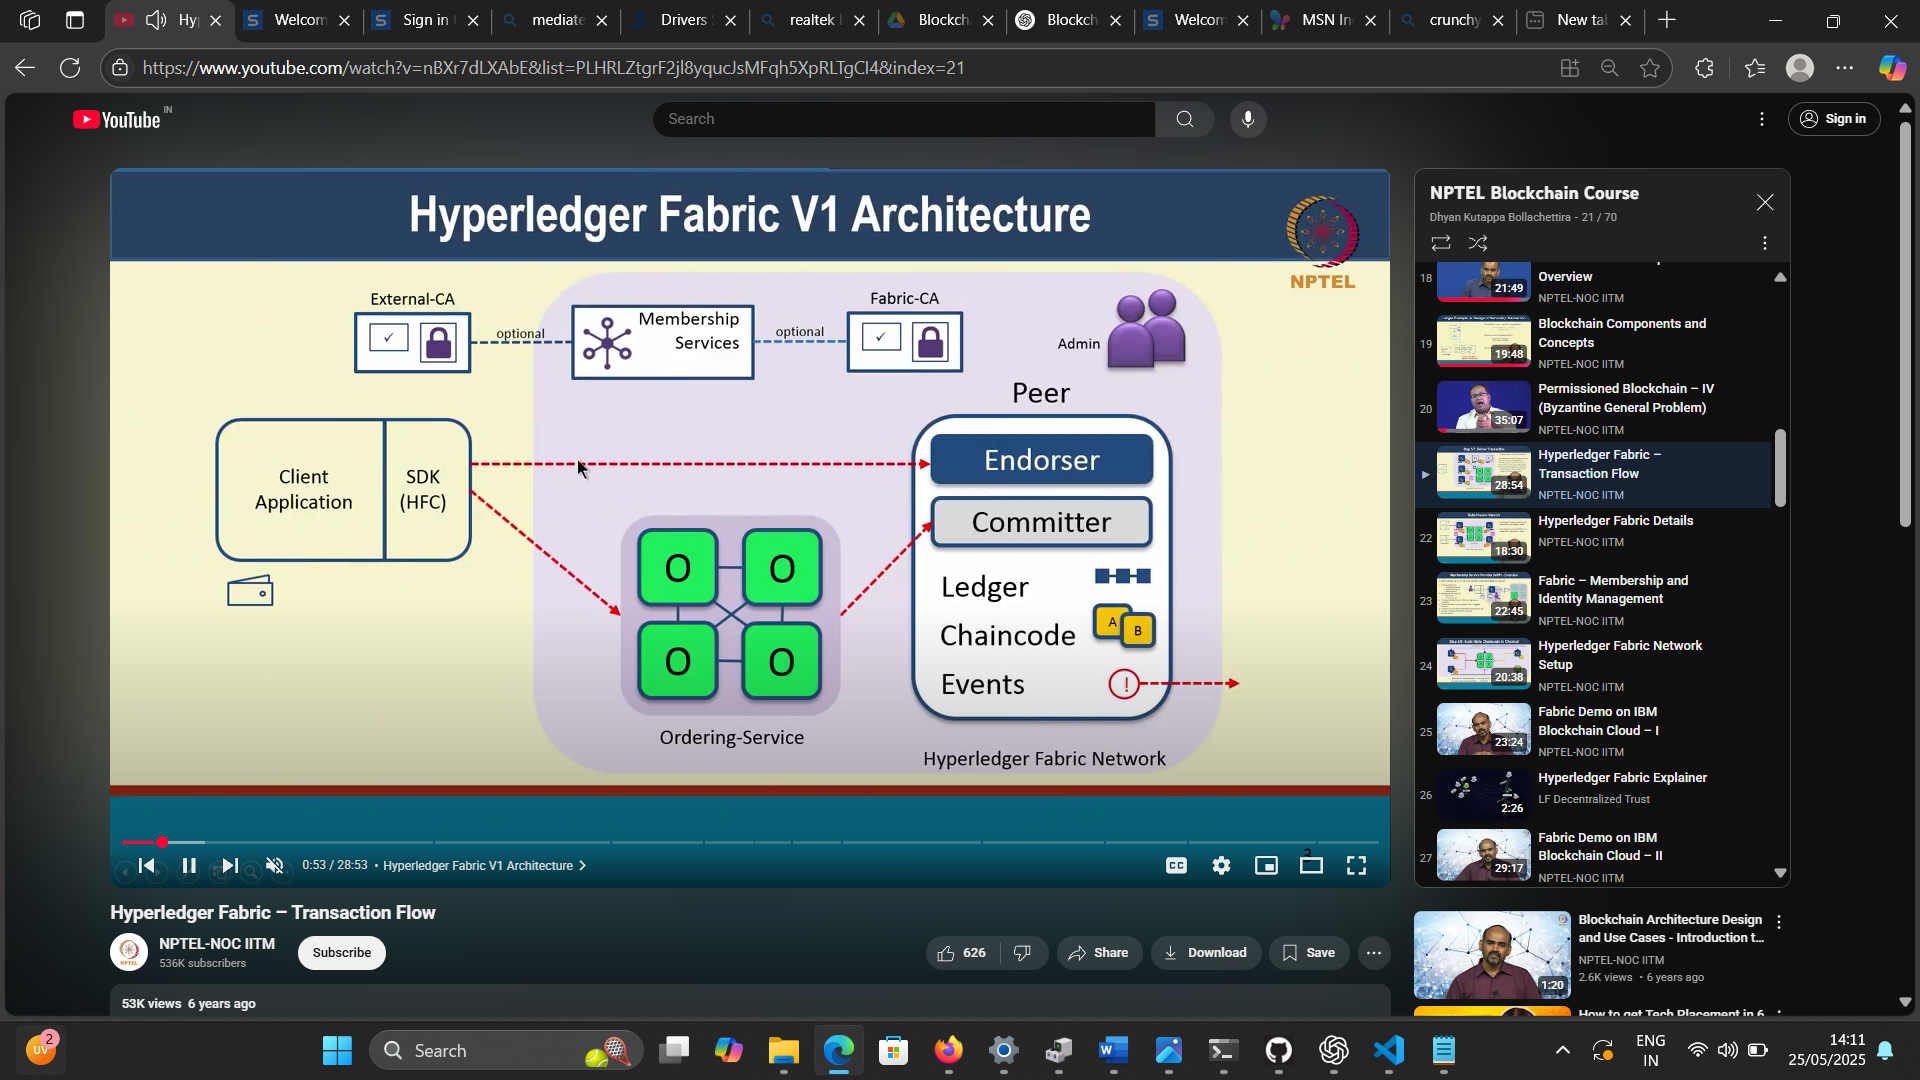 Hy
Welcom
Sign in
mediate
Drivers
realtek
Blockch
Blockch
Welcom
MSN In
crunchy
New ta
https://www.youtube.com/watch?v=nBXr7dLXAbE&list=PLHRLZtgrF2jl8yqucJsMFqh5XpRLTgCl4&index=21
YouTube IN
Search
Sign in
Hyperledger Fabric V1 Architecture
NPTEL
External-CA
optional
Membership
Services
optional
Fabric-CA
Admin
Peer
Client
Application
SDK
(HFC)
Endorser
Committer
Ledger
Chaincode
A
B
Events
!
O
O
O
O
Ordering-Service
Hyperledger Fabric Network
3
0:53 / 28:53 • Hyperledger Fabric V1 Architecture
CC
Hyperledger Fabric – Transaction Flow
NPTEL-NOC IITM
536K subscribers
Subscribe
626
Share
Download
Save
53K views 6 years ago
NPTEL Blockchain Course
Dhyan Kutappa Bollachettira - 21 / 70
18
21:49
Overview
NPTEL-NOC IITM
19
19:48
Blockchain Components and
Concepts
NPTEL-NOC IITM
20
35:07
Permissioned Blockchain – IV
(Byzantine General Problem)
NPTEL-NOC IITM
28:54
Hyperledger Fabric –
Transaction Flow
NPTEL-NOC IITM
22
18:30
Hyperledger Fabric Details
NPTEL-NOC IITM
23
22:45
Fabric – Membership and
Identity Management
NPTEL-NOC IITM
24
20:38
Hyperledger Fabric Network
Setup
NPTEL-NOC IITM
25
23:24
Fabric Demo on IBM
Blockchain Cloud – I
NPTEL-NOC IITM
26
2:26
Hyperledger Fabric Explainer
LF Decentralized Trust
27
29:17
Fabric Demo on IBM
Blockchain Cloud – II
NPTEL-NOC IITM
1:20
Blockchain Architecture Design
and Use Cases - Introduction t...
NPTEL-NOC IITM
2.6K views • 6 years ago
How to get Tech Placement in 6
UV
2
Search
ENG
IN
14:11
25/05/2025